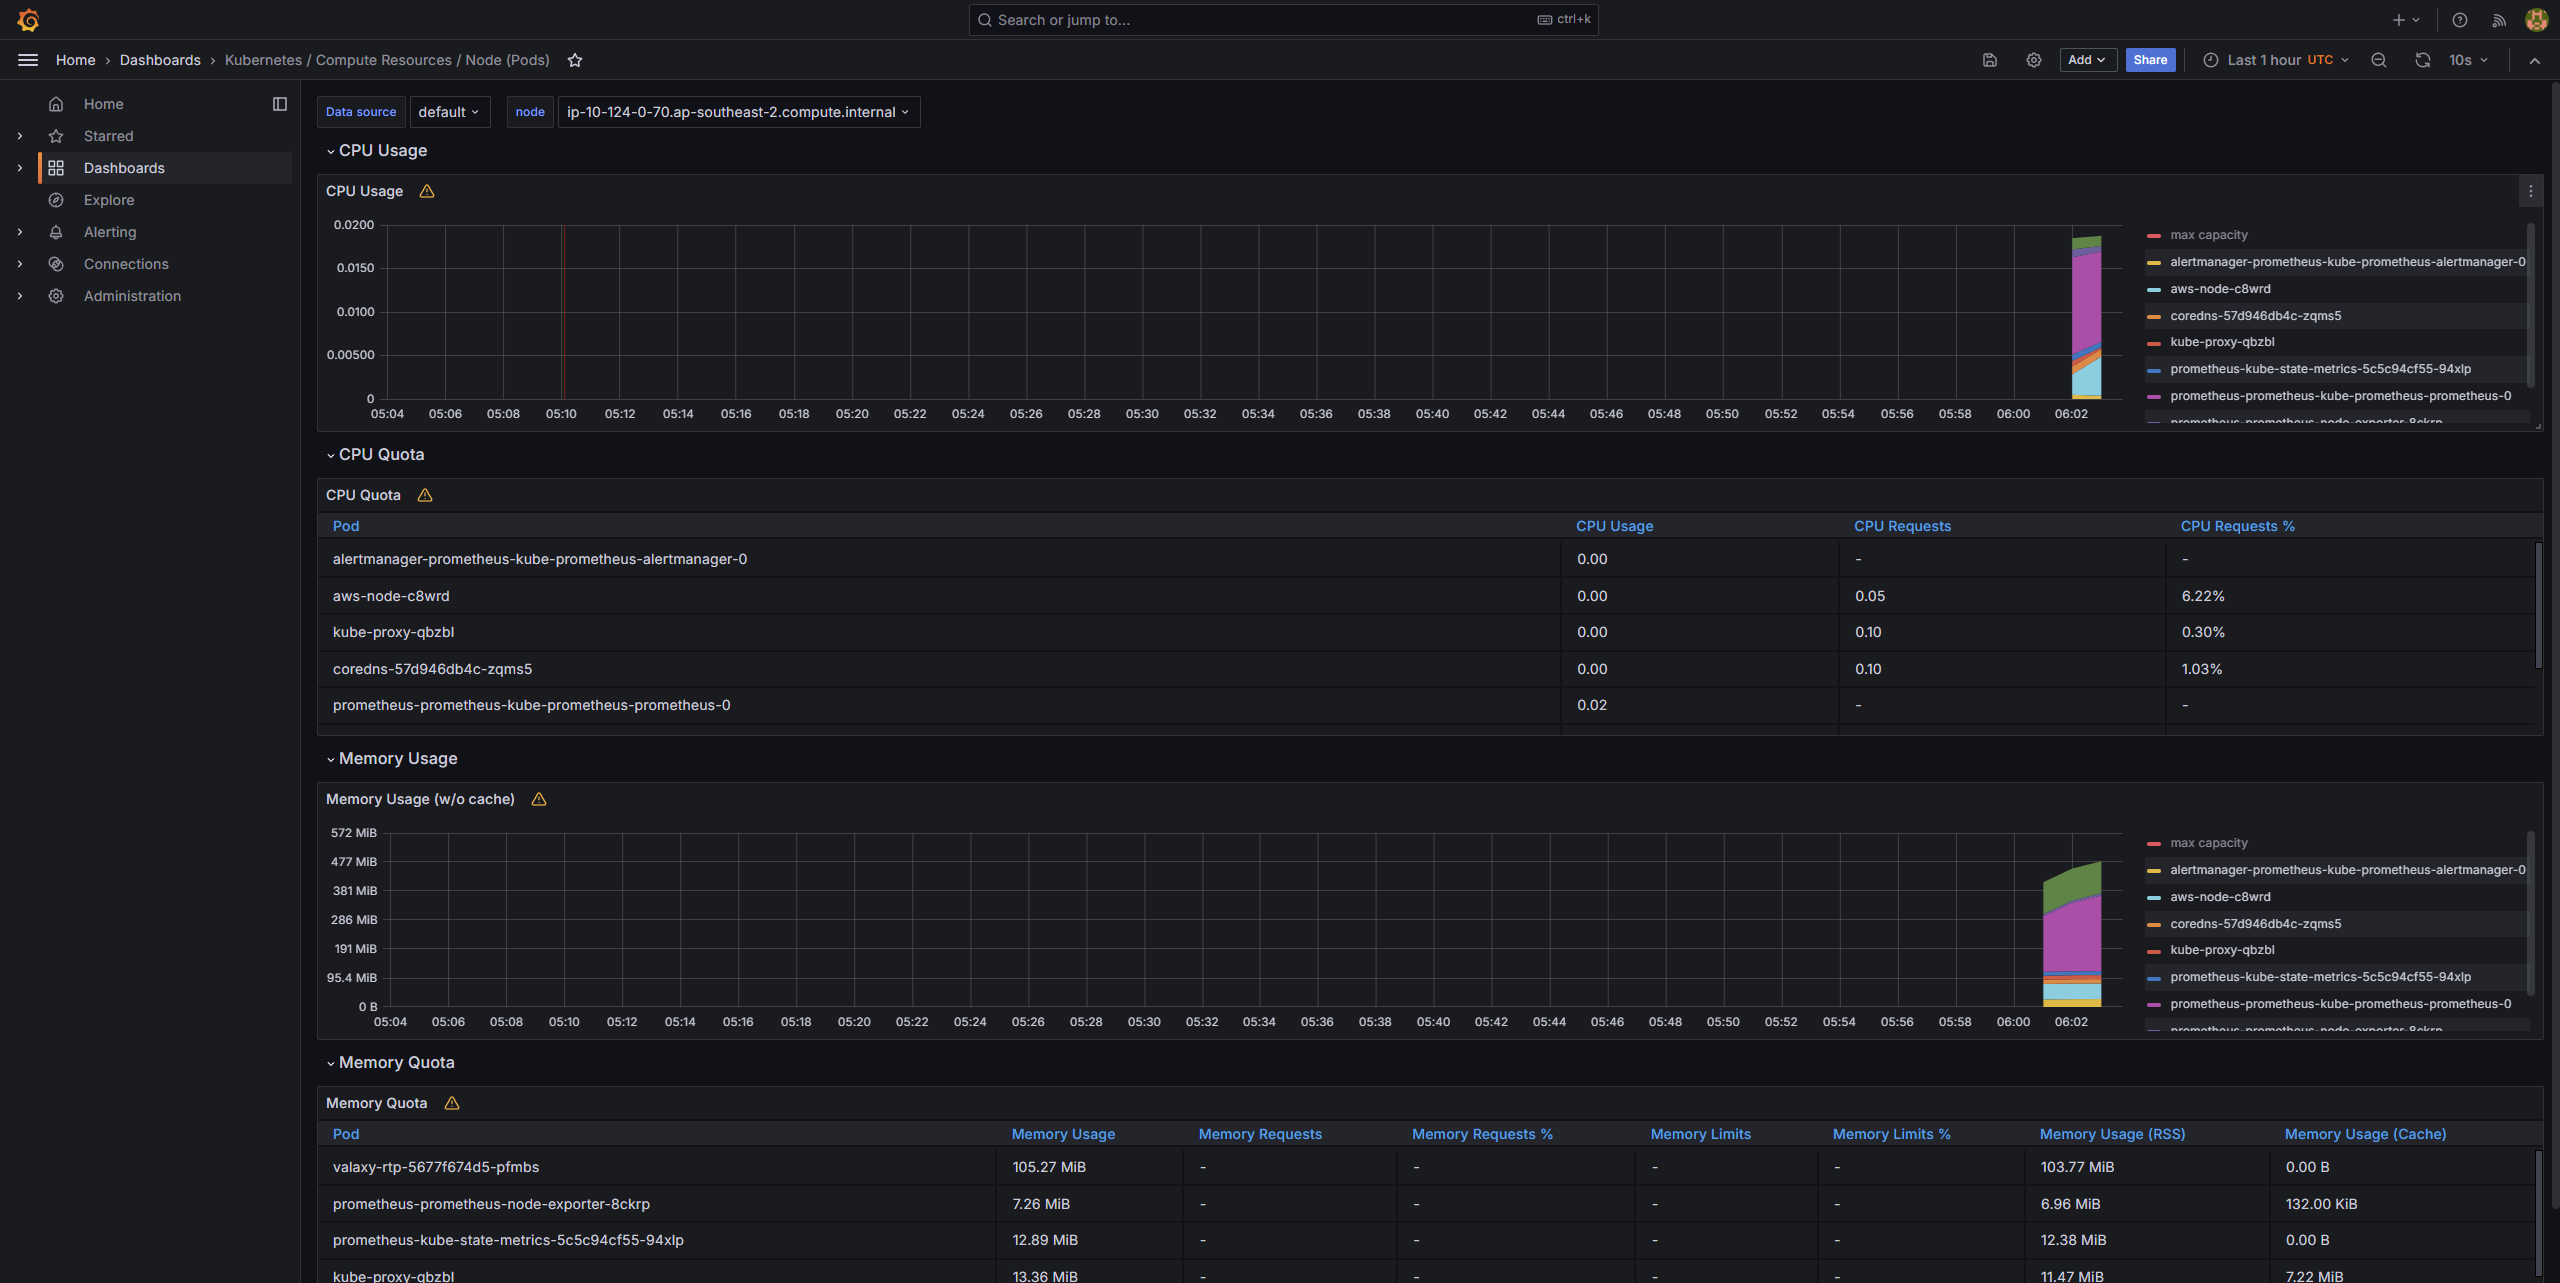 Search or jump to...
ctrl+k
Home › Dashboards › Kubernetes / Compute Resources / Node (Pods)
Add
Share
Last 1 hour UTC
10s
Home
Starred
Dashboards
Explore
Alerting
Connections
Administration
Data source default node ip-10-124-0-70.ap-southeast-2.compute.internal
CPU Usage
CPU Usage
0.0200
0.0150
0.0100
0.00500
0
05:04 05:06 05:08 05:10 05:12 05:14 05:16 05:18 05:20 05:22 05:24 05:26 05:28 05:30 05:32 05:34 05:36 05:38 05:40 05:42 05:44 05:46 05:48 05:50 05:52 05:54 05:56 05:58 06:00 06:02
max capacity
alertmanager-prometheus-kube-prometheus-alertmanager-0
aws-node-c8wrd
coredns-57d946db4c-zqms5
kube-proxy-qbzbl
prometheus-kube-state-metrics-5c5c94cf55-94xlp
prometheus-prometheus-kube-prometheus-prometheus-0
prometheus-prometheus-node-exporter-8ckrp
CPU Quota
CPU Quota
Pod CPU Usage CPU Requests CPU Requests %
alertmanager-prometheus-kube-prometheus-alertmanager-0 0.00 - -
aws-node-c8wrd 0.00 0.05 6.22%
kube-proxy-qbzbl 0.00 0.10 0.30%
coredns-57d946db4c-zqms5 0.00 0.10 1.03%
prometheus-prometheus-kube-prometheus-prometheus-0 0.02 - -
Memory Usage
Memory Usage (w/o cache)
572 MiB
477 MiB
381 MiB
286 MiB
191 MiB
95.4 MiB
0 B
05:04 05:06 05:08 05:10 05:12 05:14 05:16 05:18 05:20 05:22 05:24 05:26 05:28 05:30 05:32 05:34 05:36 05:38 05:40 05:42 05:44 05:46 05:48 05:50 05:52 05:54 05:56 05:58 06:00 06:02
max capacity
alertmanager-prometheus-kube-prometheus-alertmanager-0
aws-node-c8wrd
coredns-57d946db4c-zqms5
kube-proxy-qbzbl
prometheus-kube-state-metrics-5c5c94cf55-94xlp
prometheus-prometheus-kube-prometheus-prometheus-0
prometheus-prometheus-node-exporter-8ckrp
Memory Quota
Memory Quota
Pod Memory Usage Memory Requests Memory Requests % Memory Limits Memory Limits % Memory Usage (RSS) Memory Usage (Cache)
valaxy-rtp-5677f674d5-pfmbs 105.27 MiB - - - - 103.77 MiB 0.00 B
prometheus-prometheus-node-exporter-8ckrp 7.26 MiB - - - - 6.96 MiB 132.00 KiB
prometheus-kube-state-metrics-5c5c94cf55-94xlp 12.89 MiB - - - - 12.38 MiB 0.00 B
kube-proxy-qbzbl 13.36 MiB - - - - 11.47 MiB 7.22 MiB